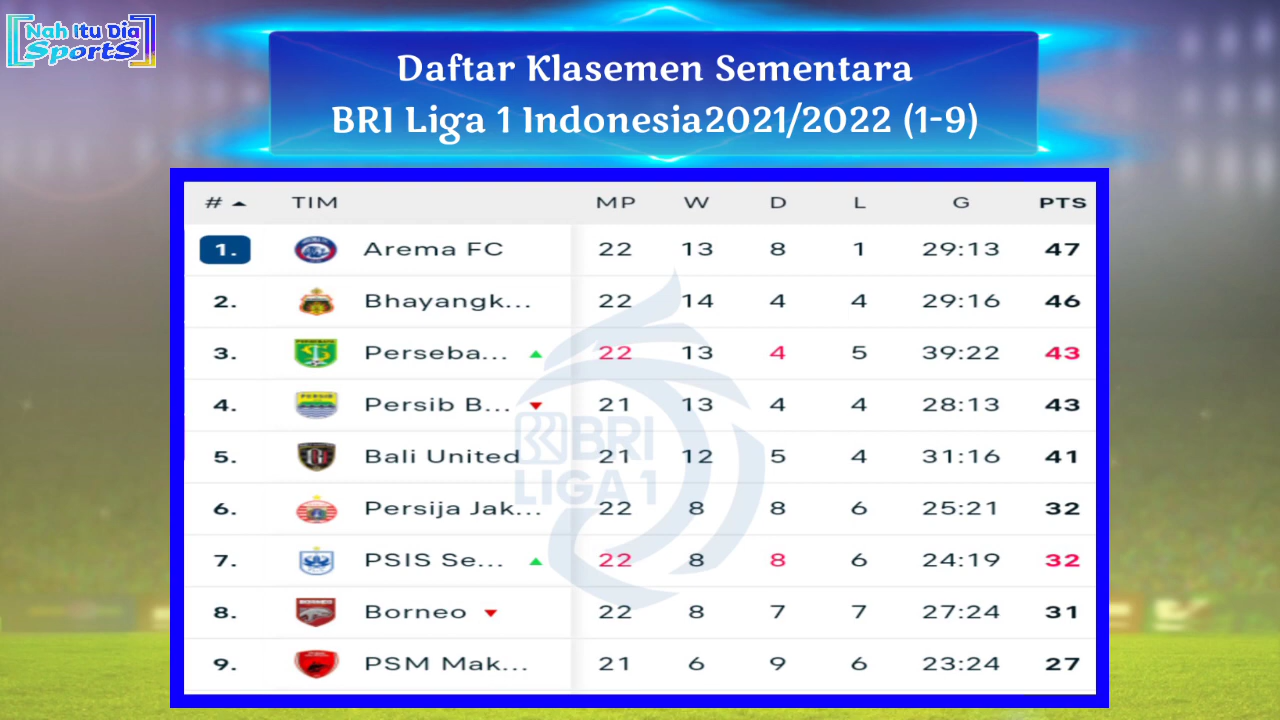 Nah Itu Dia
Sports
Daftar Klasemen Sementara
BRI Liga 1 Indonesia2021/2022 (1-9)
# TIM MP W D L G PTS
1. Arema FC 22 13 8 1 29:13 47
2. Bhayangk... 22 14 4 4 29:16 46
3. Perseba... 22 13 4 5 39:22 43
4. Persib B... 21 13 4 4 28:13 43
5. Bali United 21 12 5 4 31:16 41
6. Persija Jak... 22 8 8 6 25:21 32
7. PSIS Se... 22 8 8 6 24:19 32
8. Borneo 22 8 7 7 27:24 31
9. PSM Mak... 21 6 9 6 23:24 27
BRI
LIGA 1